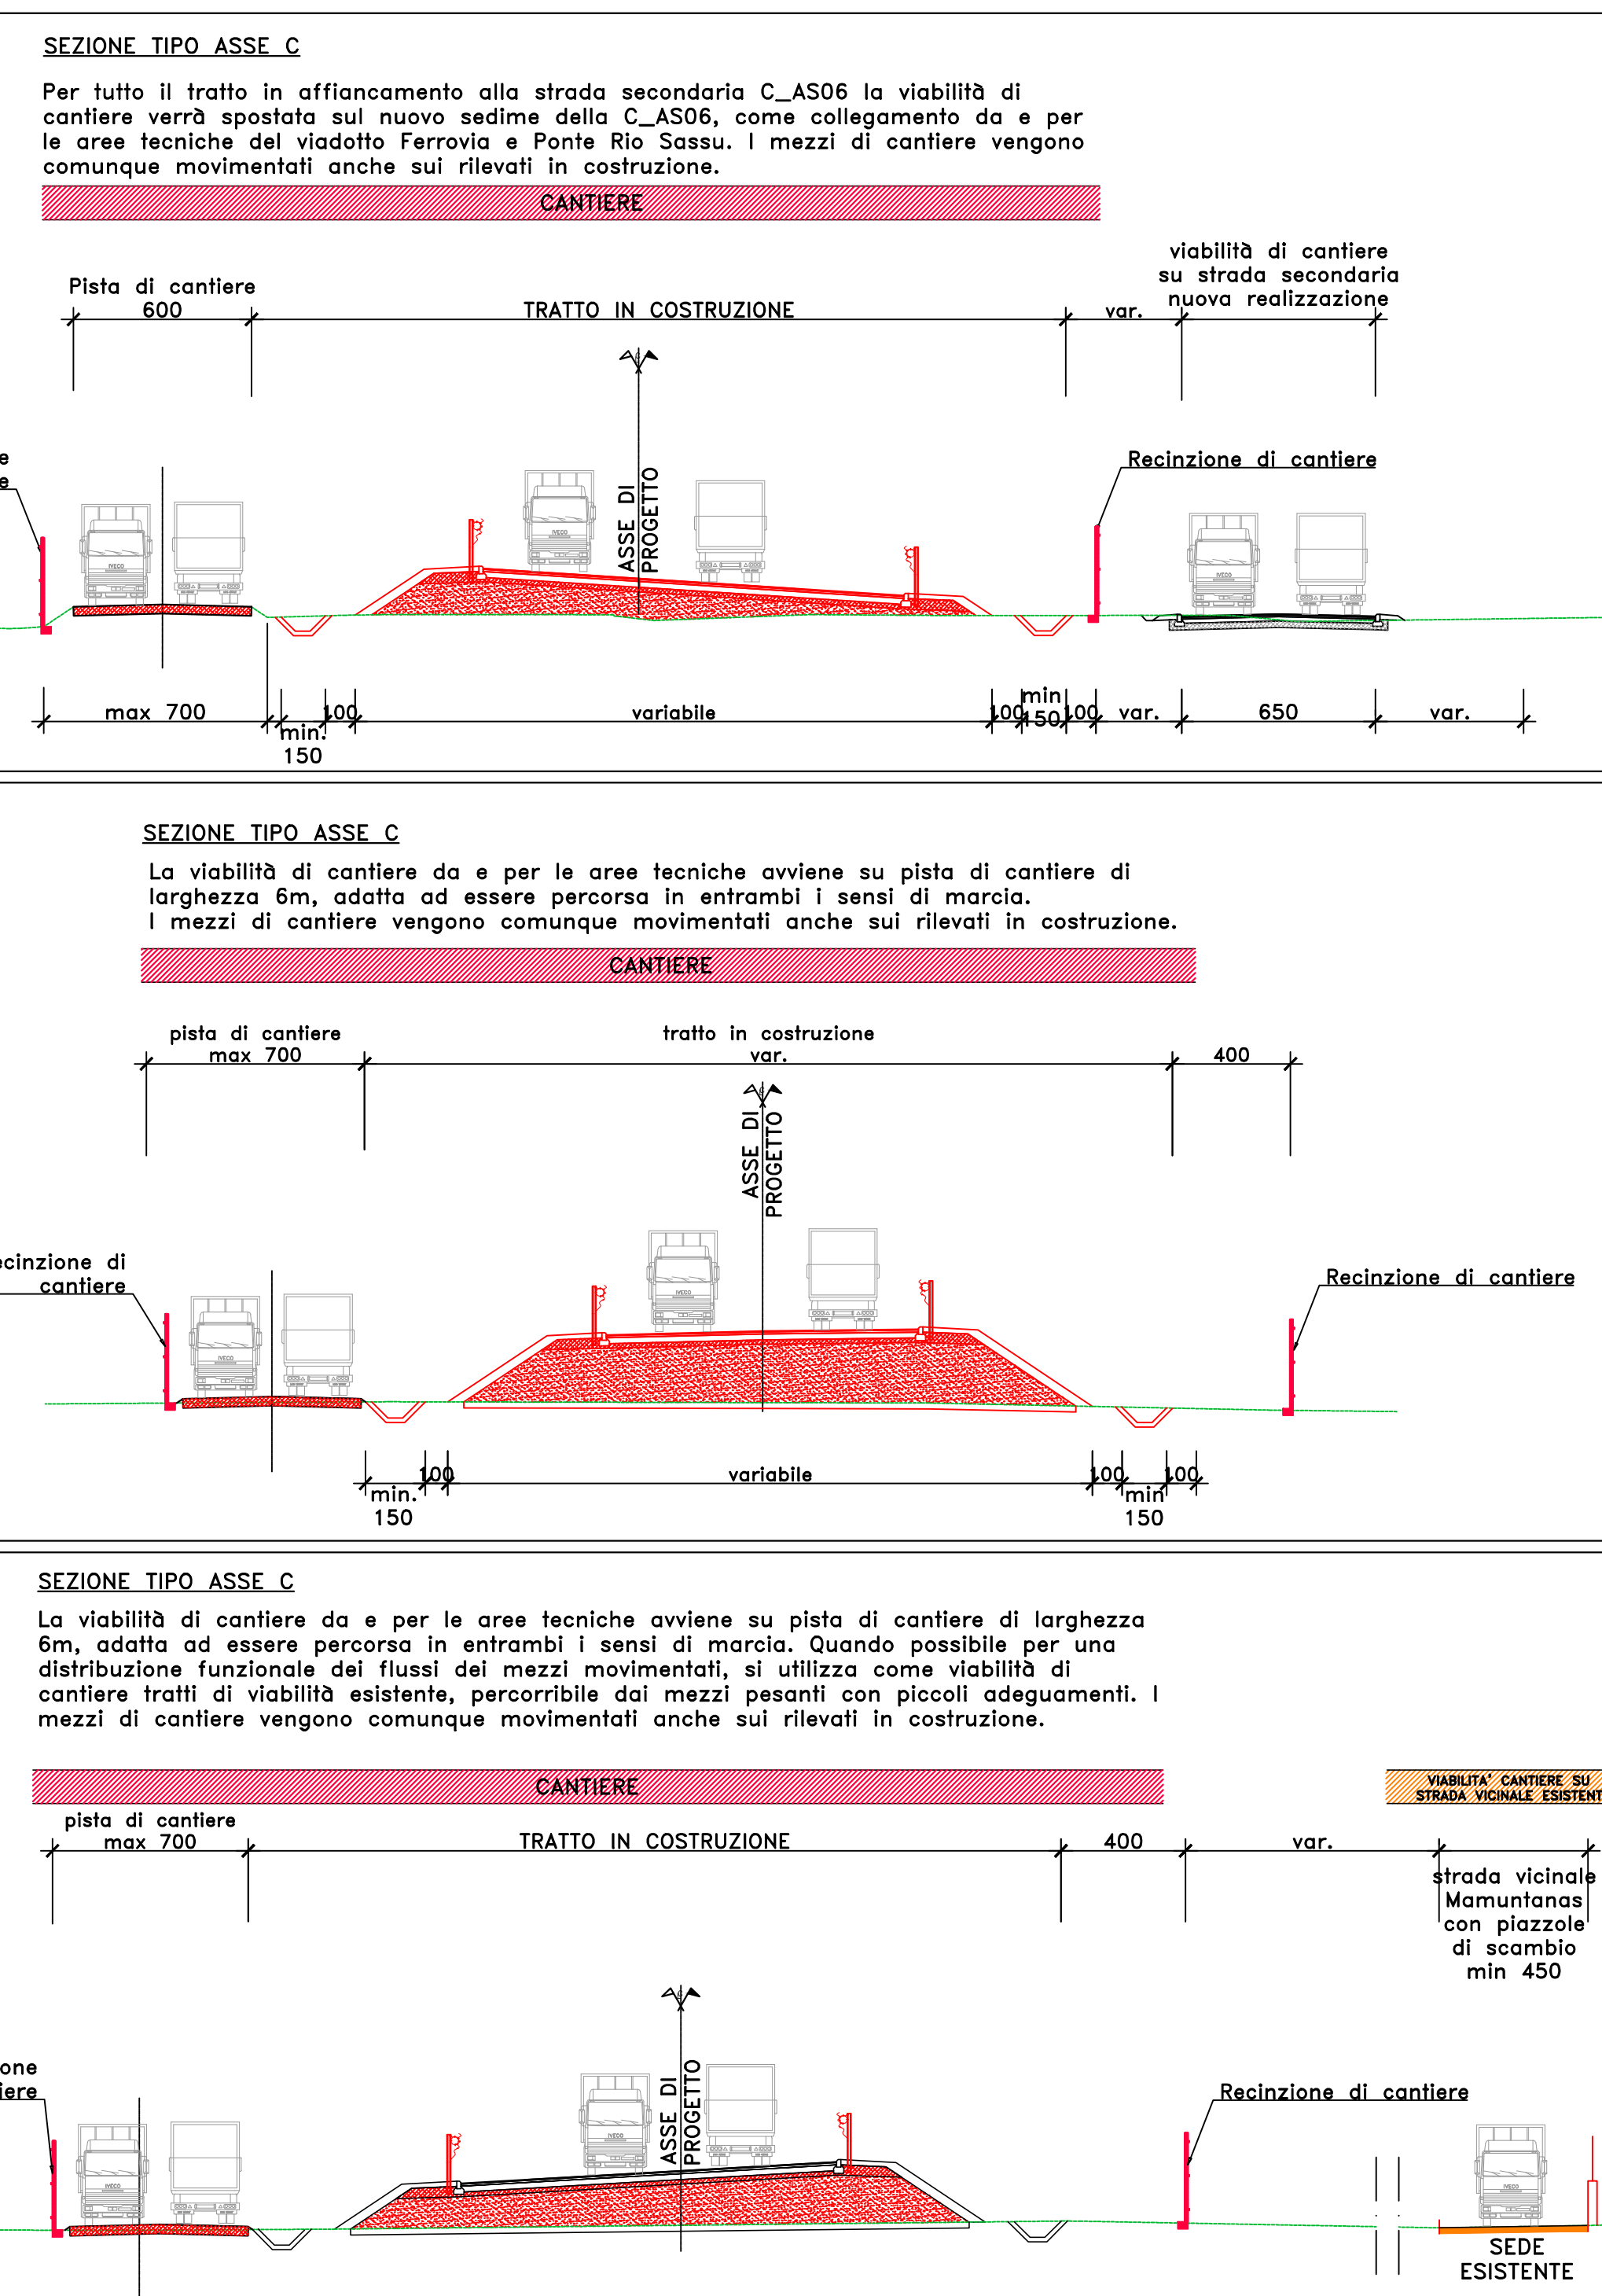 SEZIONE TIPO ASSE C
Per tutto il tratto in affiancamento alla strada secondaria C_AS06 la viabilità di
cantiere verrà spostata sul nuovo sedime della C_AS06, come collegamento da e per
le aree tecniche del viadotto Ferrovia e Ponte Rio Sassu. I mezzi di cantiere vengono
comunque movimentati anche sui rilevati in costruzione.
CANTIERE
viabilità di cantiere
su strada secondaria
nuova realizzazione
Pista di cantiere
600
TRATTO IN COSTRUZIONE
var.
ASSE DI
PROGETTO
Recinzione di cantiere
IVECO
IVECO
IVECO
max 700
min.
150
100
variabile
100
min
150
100
var.
650
var.
SEZIONE TIPO ASSE C
La viabilità di cantiere da e per le aree tecniche avviene su pista di cantiere di
larghezza 6m, adatta ad essere percorsa in entrambi i sensi di marcia.
I mezzi di cantiere vengono comunque movimentati anche sui rilevati in costruzione.
CANTIERE
pista di cantiere
max 700
tratto in costruzione
var.
400
ASSE DI
PROGETTO
ecinzione di
cantiere
Recinzione di cantiere
IVECO
IVECO
min.
150
100
variabile
100
min
150
100
SEZIONE TIPO ASSE C
La viabilità di cantiere da e per le aree tecniche avviene su pista di cantiere di larghezza
6m, adatta ad essere percorsa in entrambi i sensi di marcia. Quando possibile per una
distribuzione funzionale dei flussi dei mezzi movimentati, si utilizza come viabilità di
cantiere tratti di viabilità esistente, percorribile dai mezzi pesanti con piccoli adeguamenti. I
mezzi di cantiere vengono comunque movimentati anche sui rilevati in costruzione.
CANTIERE
VIABILITA' CANTIERE SU
STRADA VICINALE ESISTENT
pista di cantiere
max 700
TRATTO IN COSTRUZIONE
400
var.
strada vicinale
Mamuntanas
con piazzole
di scambio
min 450
ASSE DI
PROGETTO
one
iere
Recinzione di cantiere
IVECO
IVECO
IVECO
SEDE
ESISTENTE